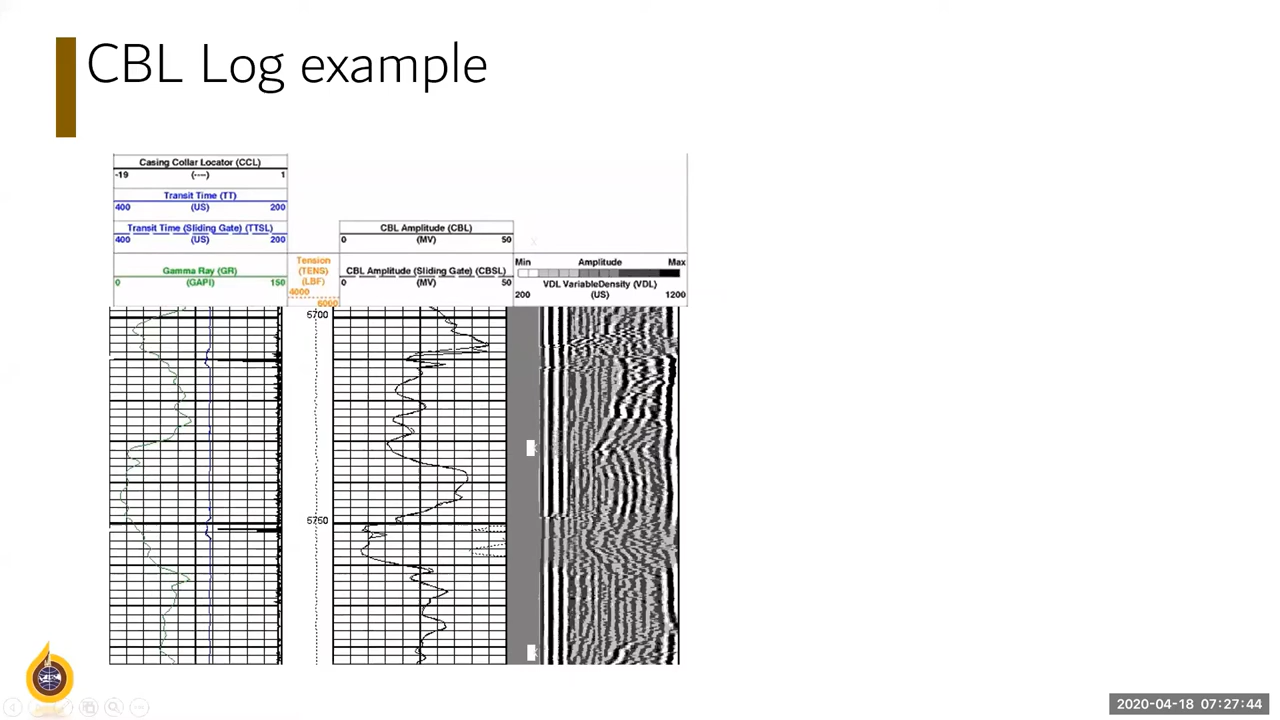 CBL Log example
Casing Collar Locator (CCL)
-19 (----) 1
Transit Time (TT)
400 (US) 200
Transit Time (Sliding Gate) (TTSL)
400 (US) 200
Gamma Ray (GR)
0 (GAPI) 150
Tension
(TENS)
(LBF)
4000
6000
CBL Amplitude (CBL)
0 (MV) 50
CBL Amplitude (Sliding Gate) (CBSL)
0 (MV) 50
Min Amplitude Max
VDL VariableDensity (VDL)
200 (US) 1200
5700
5750
2020-04-18 07:27:44